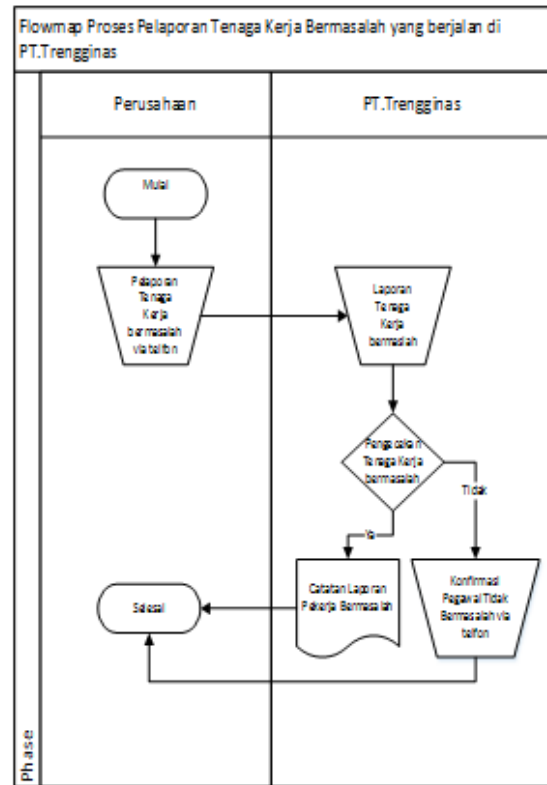 Flowmap Proses Pelaporan Tenaga Kerja Bermasalah yang berjalan di
PT.Trengginas
Perusahaan
PT.Trengginas
Mulai
Pelaporan
Tenaga
Kerja
bermasalah
via telfon
Laporan
Tenaga
Kerja
bermaslah
Pengecekan
Tenaga Kerja
bermasalah
Tidak
Ya
Catatan Laporan
Pekerja Bermasalah
Konfirmasi
Pegawai Tidak
Bermasalah via
telfon
Selesai
Phase